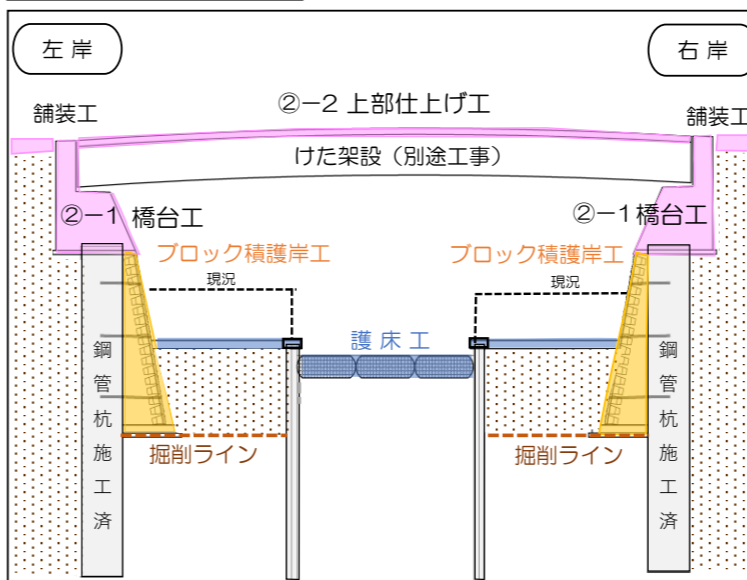 左 岸
右 岸
②-2 上部仕上げ工
舗装工
舗装工
けた架設（別途工事）
②-1 橋台工
②-1 橋台工
ブロック積護岸工
ブロック積護岸工
現況
現況
護 床 工
鋼管杭施工済
鋼管杭施工済
掘削ライン
掘削ライン